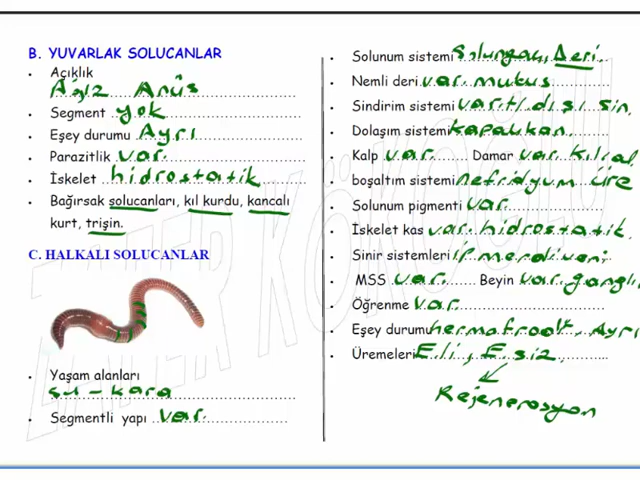 B. YUVARLAK SOLUCANLAR
• Açıklık
Ağız Anüs
• Segment yok
• Eşey durumu Ayrı
• Parazitlik var
• İskelet hidrostatik
• Bağırsak solucanları, kıl kurdu, kancalı
kurt, trişin.
C. HALKALI SOLUCANLAR
• Yaşam alanları
su - kara
• Segmentli yapı var.
• Solunum sistemi Solungaç, Deri
• Nemli deri var. mukus
• Sindirim sistemi var. H. dışı sin.
• Dolaşım sistemi kapalı kan
• Kalp var. Damar var. Kılcal
• boşaltım sistemi nefridyum üre
• Solunum pigmenti var.
• İskelet kas var. hidrostatik.
• Sinir sistemleri ip merdiven.
• MSS var. Beyin var. gangli
• Öğrenme var.
• Eşey durumu hermafrodit, Ayrı
• Üremeleri Eşeyli, Eşeysiz
Rejenerasyon
ZAFER KÖKOĞLU